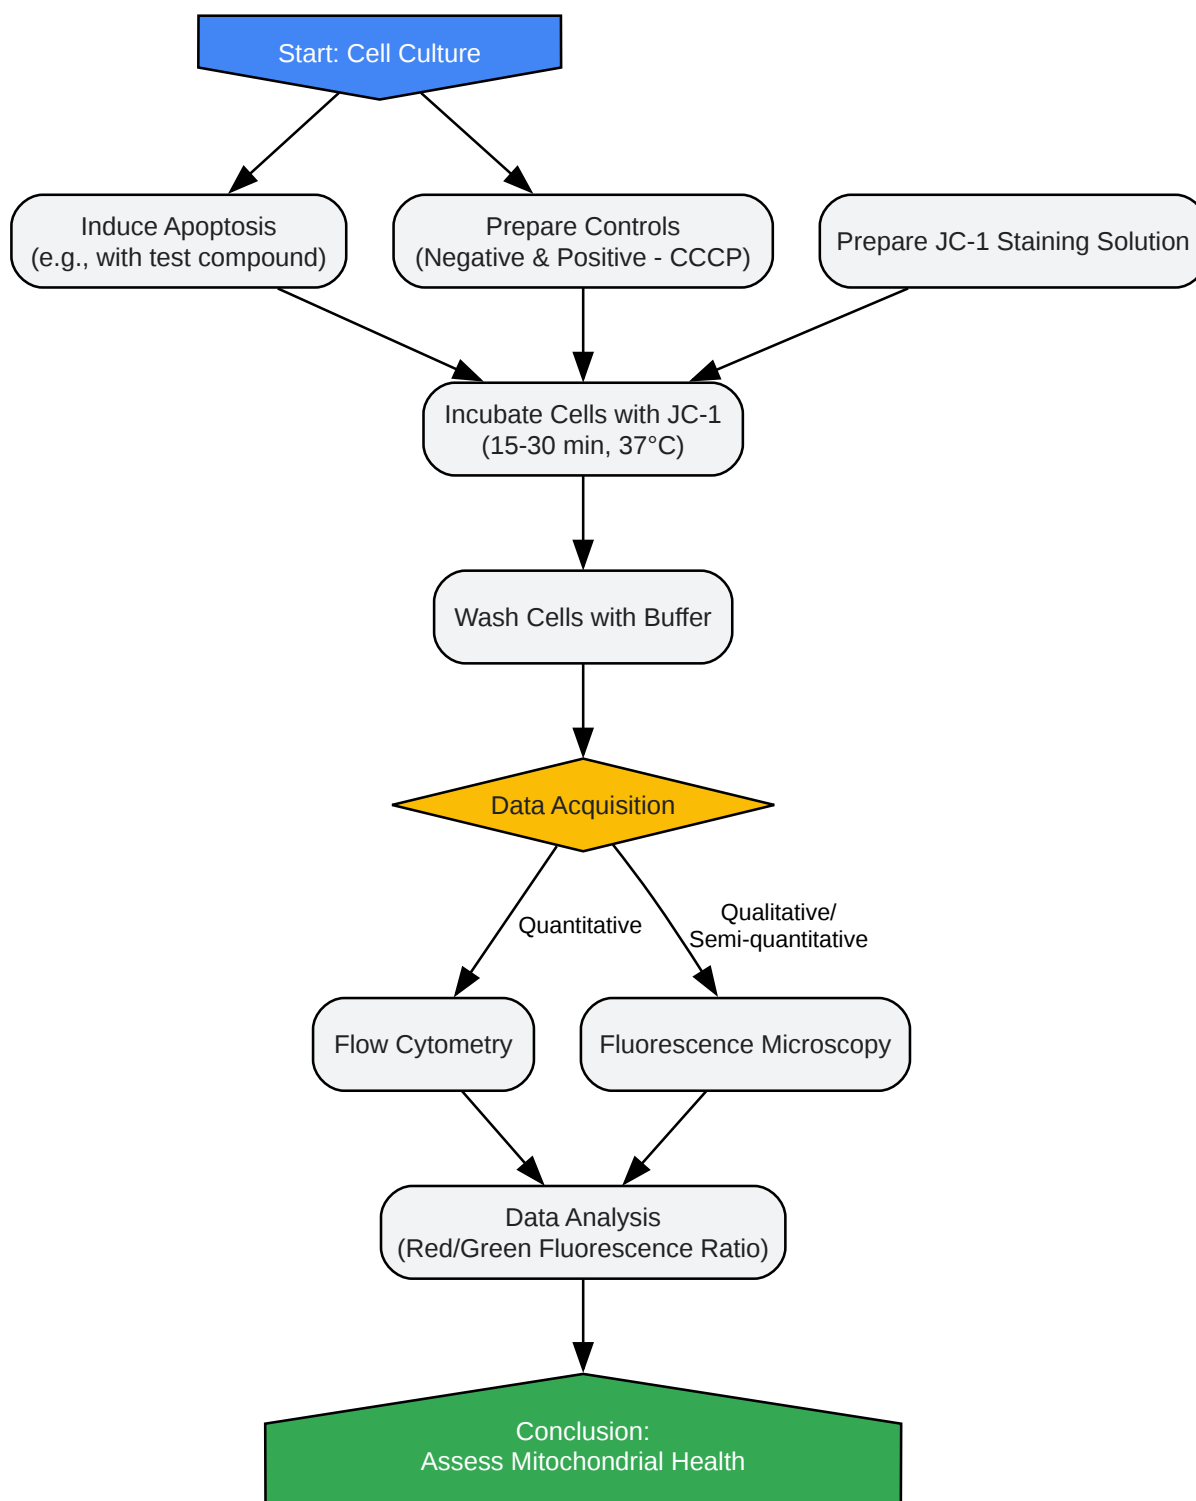 Start: Cell Culture
Induce Apoptosis
(e.g., with test compound)
Prepare Controls
(Negative & Positive - CCCP)
Prepare JC-1 Staining Solution
Incubate Cells with JC-1
(15-30 min, 37°C)
Wash Cells with Buffer
Data Acquisition
Quantitative
Qualitative/
Semi-quantitative
Flow Cytometry
Fluorescence Microscopy
Data Analysis
(Red/Green Fluorescence Ratio)
Conclusion:
Assess Mitochondrial Health